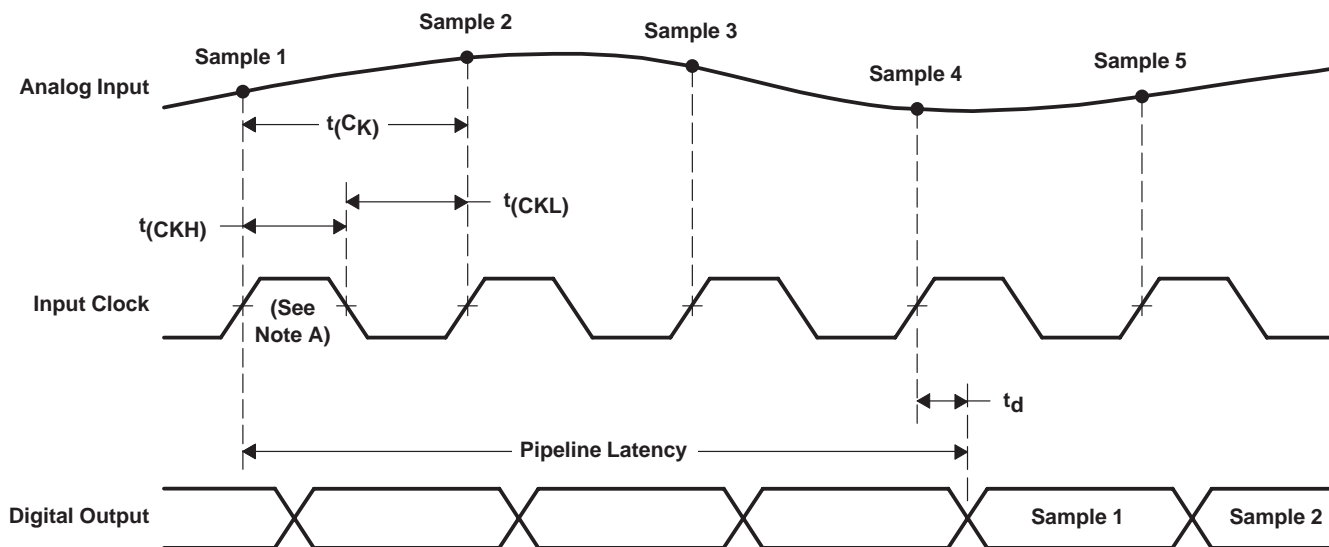 Sample 1
Sample 2
Sample 3
Sample 4
Sample 5
Analog Input
t(CK)
t(CKL)
t(CKH)
Input Clock
(See
Note A)
td
Pipeline Latency
Digital Output
Sample 1
Sample 2